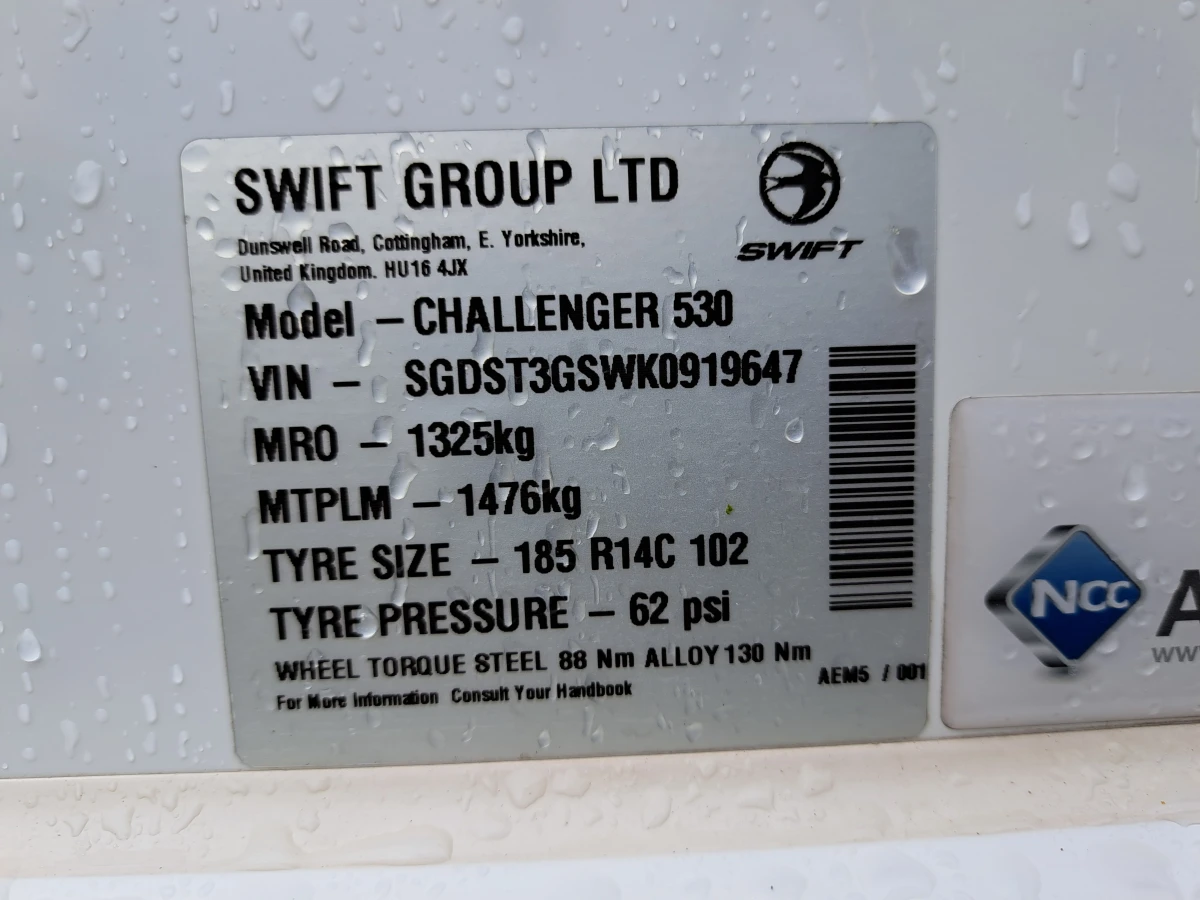 SWIFT GROUP LTD
SWIFT
Dunswell Road, Cottingham, E. Yorkshire,
United Kingdom. HU16 4JX
Model – CHALLENGER 530
VIN – SGDST3GSWK0919647
MRO – 1325kg
MTPLM – 1476kg
TYRE SIZE – 185 R14C 102
TYRE PRESSURE – 62 psi
WHEEL TORQUE STEEL 88 Nm ALLOY 130 Nm
AEM5 / 001
For More Information Consult Your Handbook
NCC